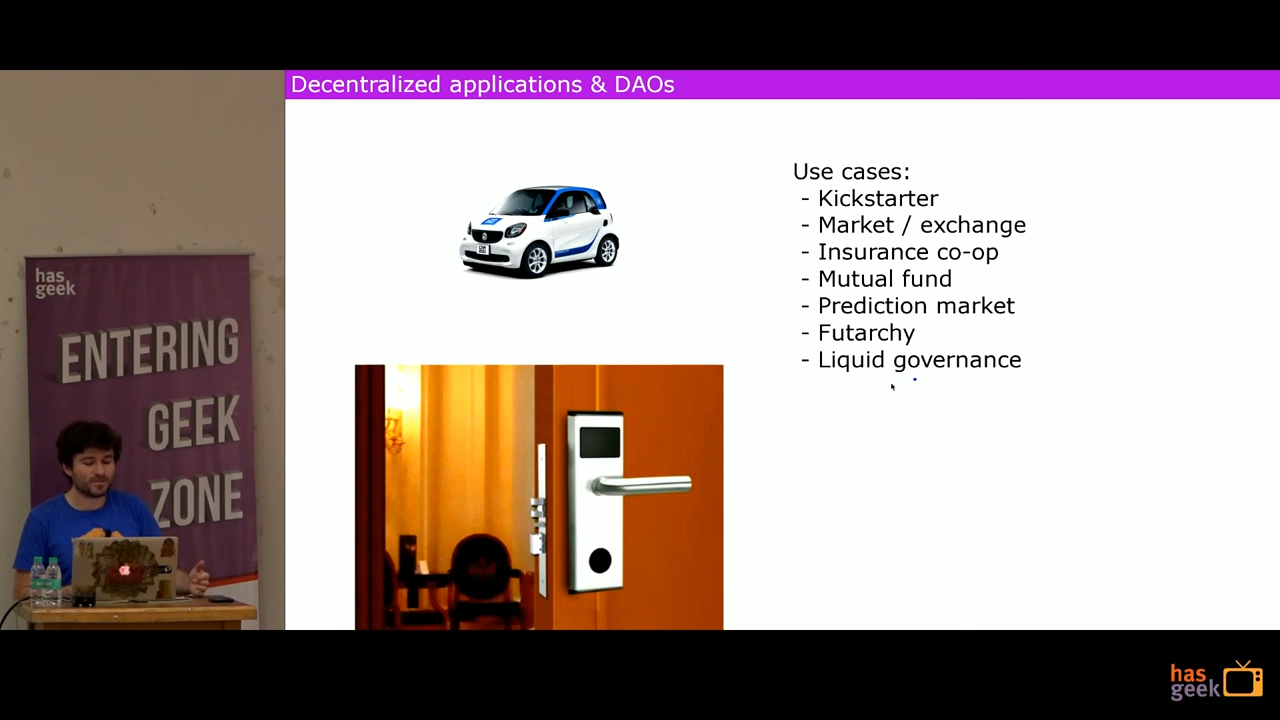 Decentralized applications & DAOs
Use cases:
- Kickstarter
- Market / exchange
- Insurance co-op
- Mutual fund
- Prediction market
- Futarchy
- Liquid governance
has
geek
ENTERING
GEEK
ZONE
has
geek